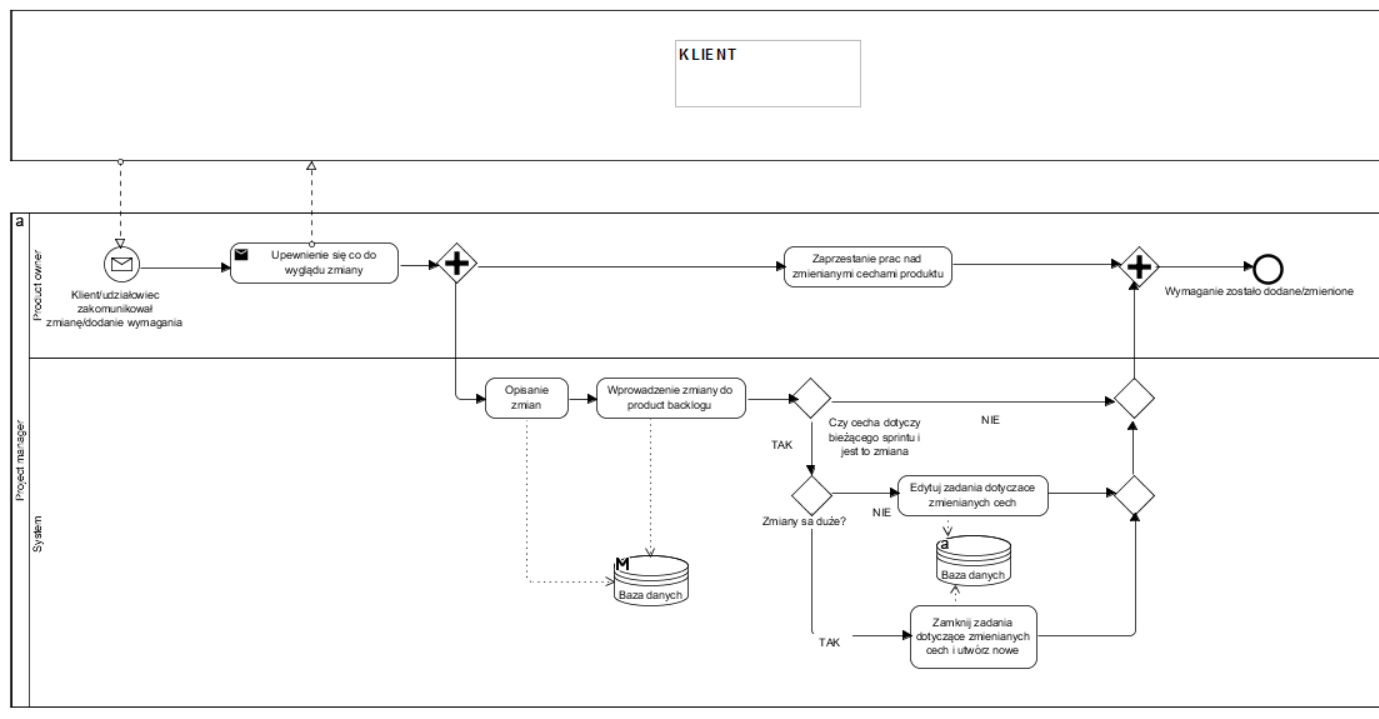 KLIENT
a
Product owner
Upewnienie się co do
wyglądu zmiany
Zaprzestanie prac nad
zmienianymi cechami produktu
Klient/udziałowiec
zakomunikował
zmianę/dodanie wymagania
Wymaganie zostało dodane/zmienione
Project manager
System
Opisanie
zmian
Wprowadzenie zmiany do
product backlogu
Czy cecha dotyczy
bieżącego sprintu i
jest to zmiana
NIE
TAK
Edytuj zadania dotyczace
zmienianych cech
NIE
Zmiany sa duże?
a
Baza danych
M
Baza danych
Zamknij zadania
dotyczące zmienianych
cech i utwórz nowe
TAK